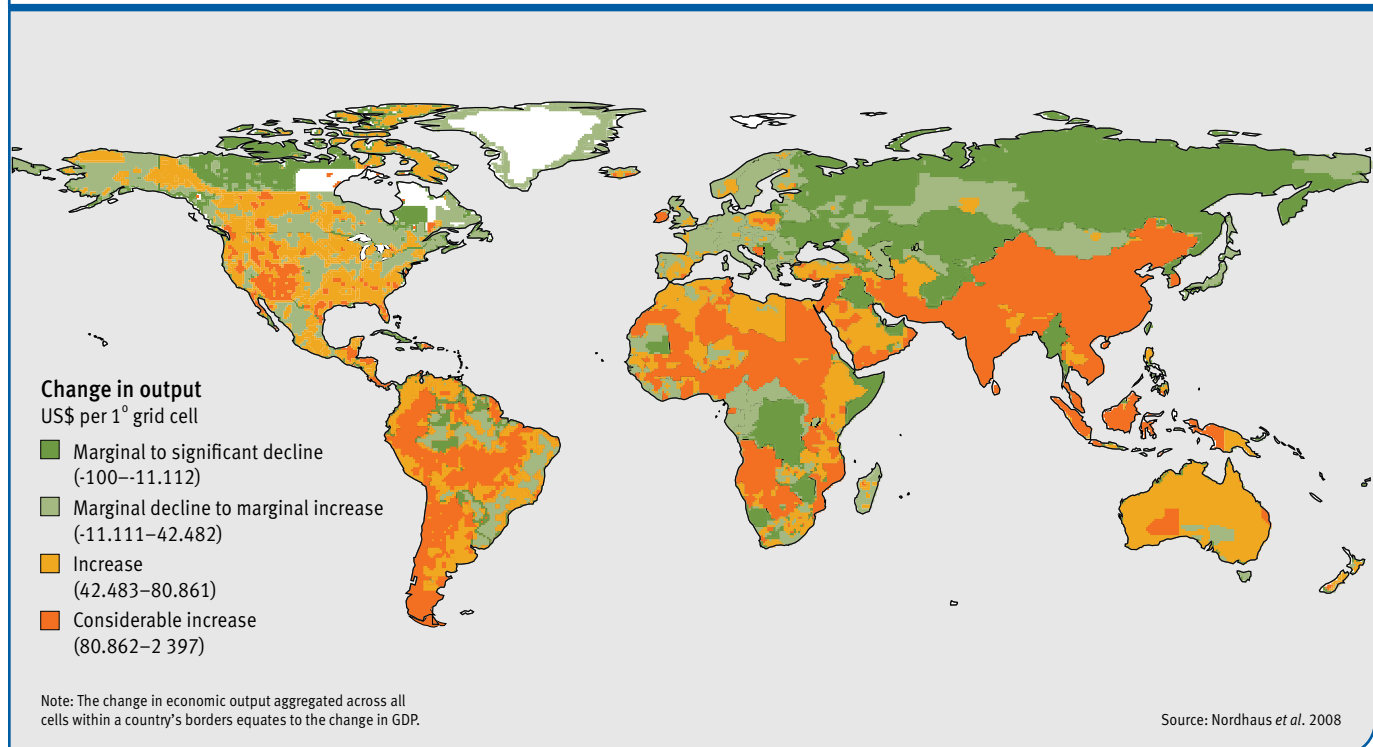 Change in output
US$ per 1⁰ grid cell
Marginal to significant decline
(-100–-11.112)
Marginal decline to marginal increase
(-11.111–42.482)
Increase
(42.483–80.861)
Considerable increase
(80.862–2 397)
Note: The change in economic output aggregated across all
cells within a country’s borders equates to the change in GDP.
Source: Nordhaus et al. 2008